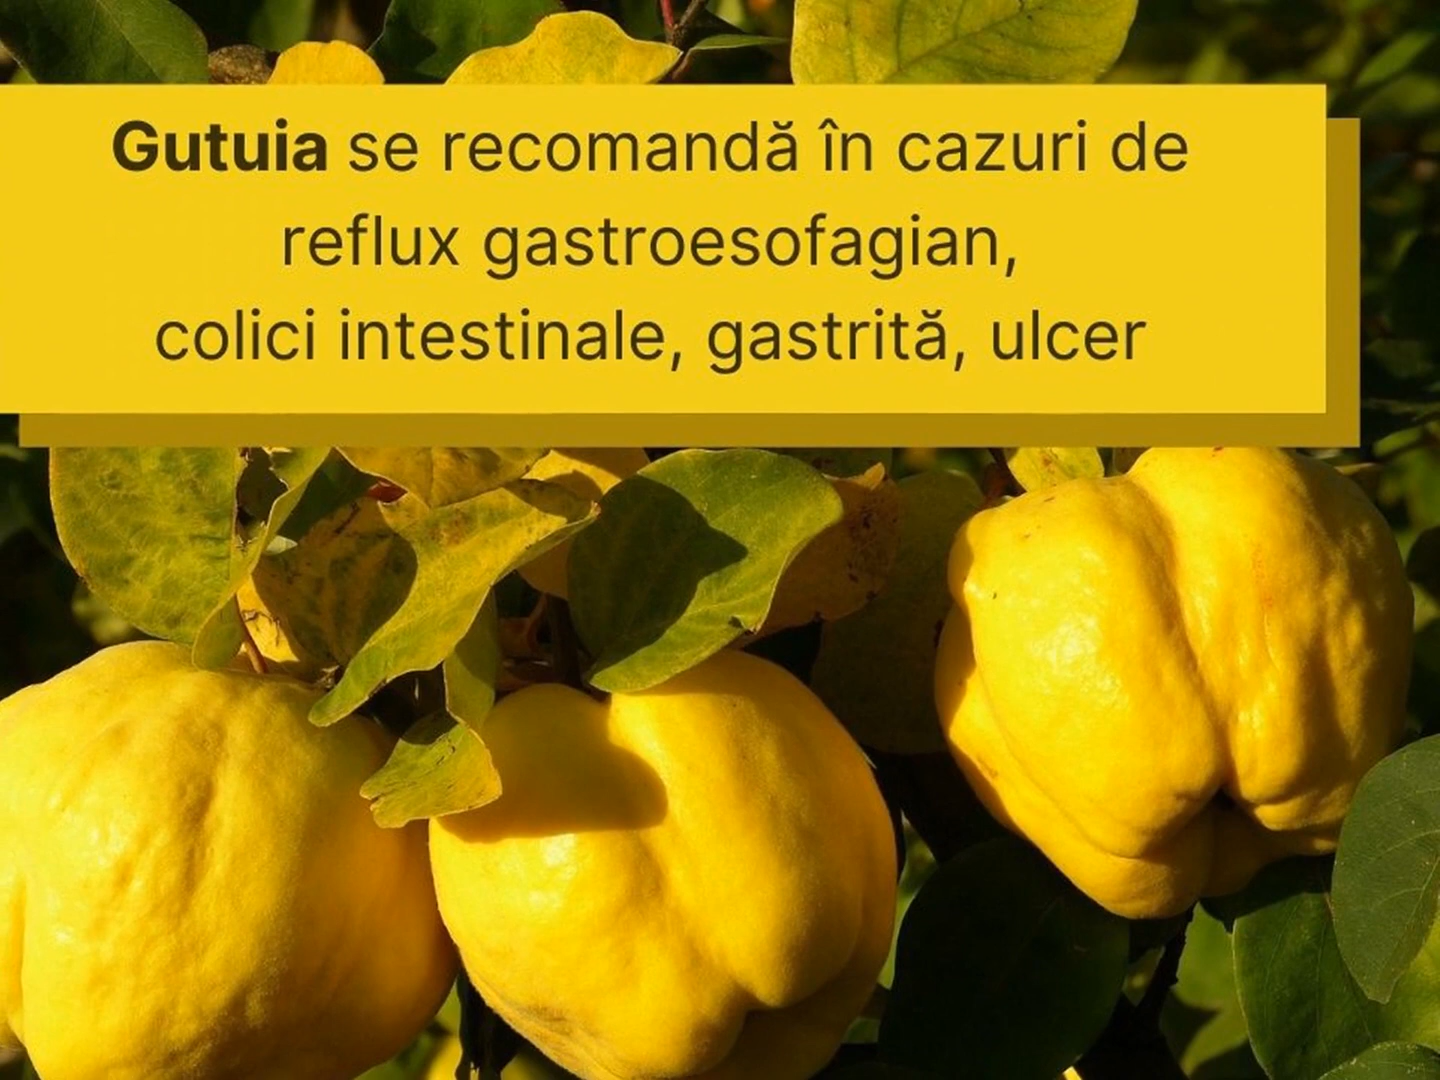 Gutuia se recomandă în cazuri de
reflux gastroesofagian,
colici intestinale, gastrită, ulcer